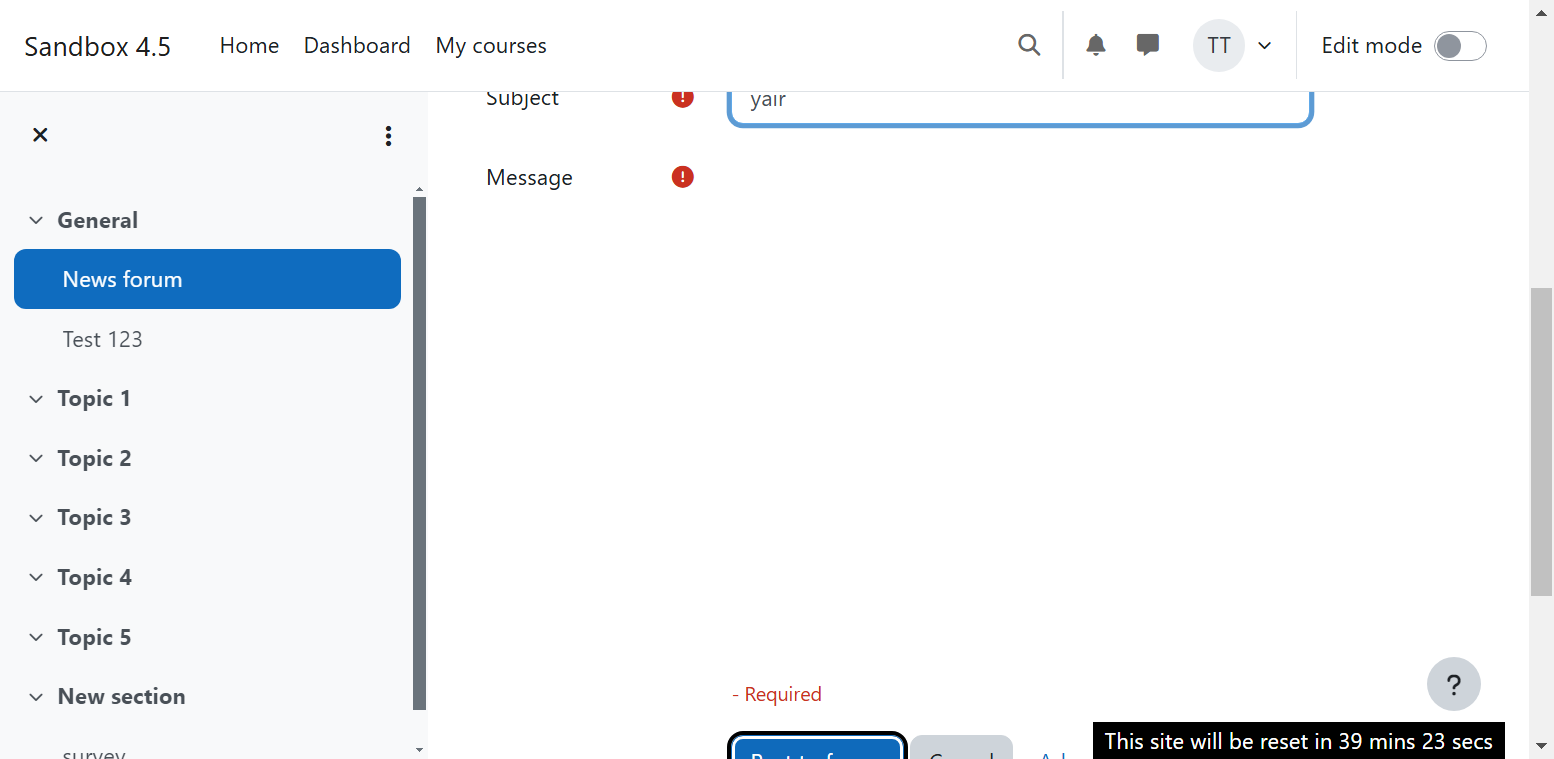 Sandbox 4.5 Home Dashboard My courses TT Edit mode
Subject yair
Message
General
News forum
Test 123
Topic 1
Topic 2
Topic 3
Topic 4
Topic 5
New section
survey
- Required
?
This site will be reset in 39 mins 23 secs